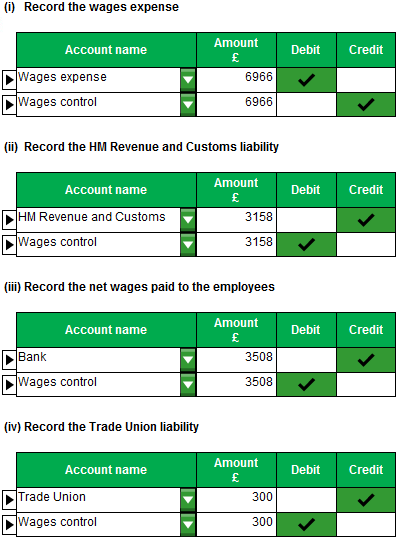 (i) Record the wages expense
Account name Amount £ Debit Credit
Wages expense 6966
Wages control 6966
(ii) Record the HM Revenue and Customs liability
Account name Amount £ Debit Credit
HM Revenue and Customs 3158
Wages control 3158
(iii) Record the net wages paid to the employees
Account name Amount £ Debit Credit
Bank 3508
Wages control 3508
(iv) Record the Trade Union liability
Account name Amount £ Debit Credit
Trade Union 300
Wages control 300